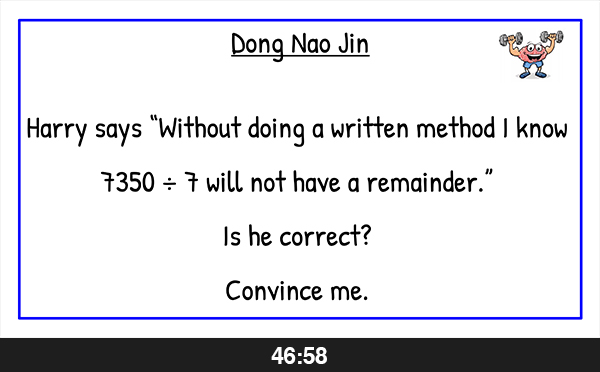 Dong Nao Jin
Harry says "Without doing a written method I know
7350 ÷ 7 will not have a remainder."
Is he correct?
Convince me.
46:58